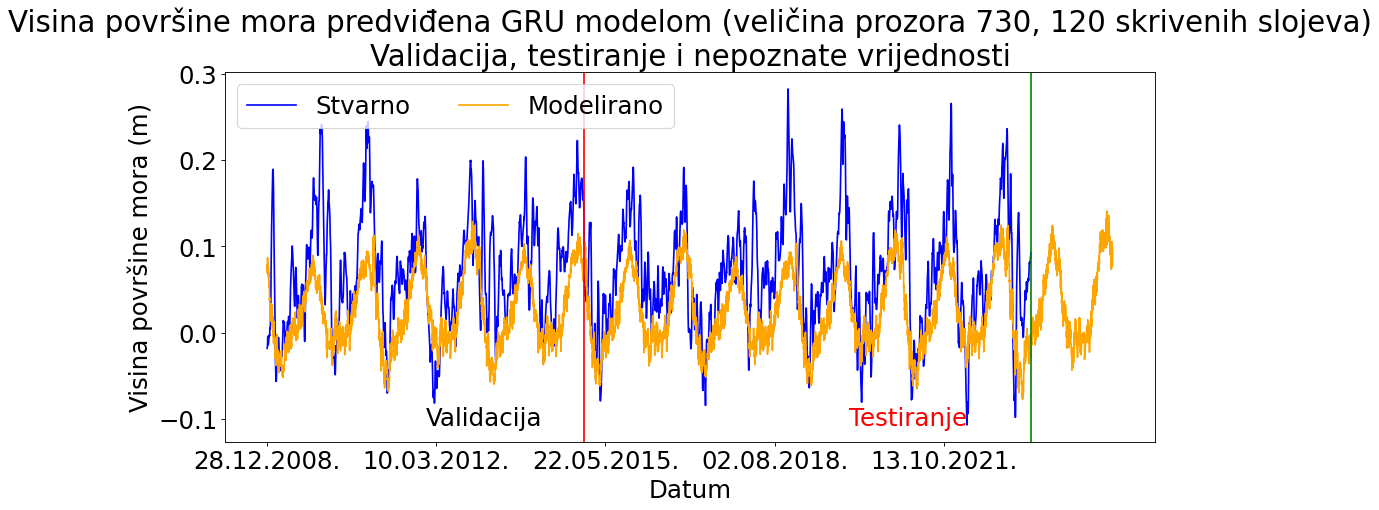 Visina površine mora predviđena GRU modelom (veličina prozora 730, 120 skrivenih slojeva)
Validacija, testiranje i nepoznate vrijednosti
Stvarno
Modelirano
Visina površine mora (m)
0.3
0.2
0.1
0.0
−0.1
Validacija
Testiranje
28.12.2008.
10.03.2012.
22.05.2015.
02.08.2018.
13.10.2021.
Datum